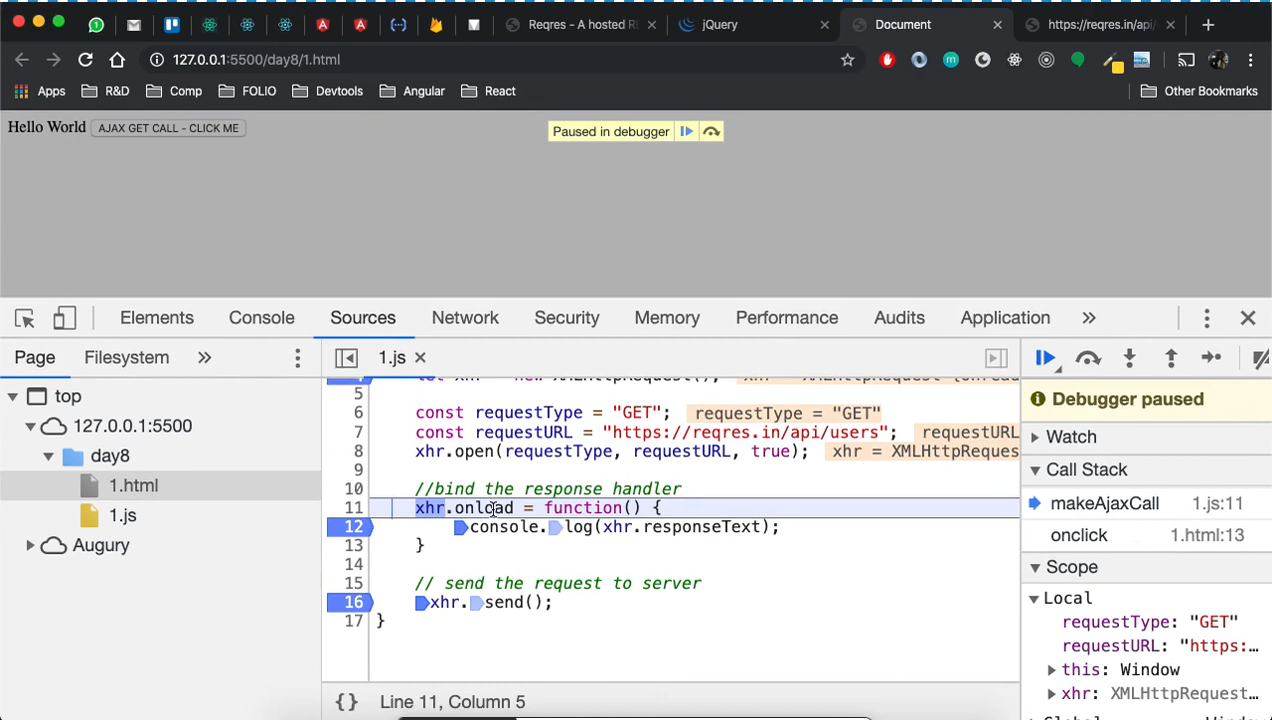 Reqres - A hosted R
jQuery
Document
https://reqres.in/api/
127.0.0.1:5500/day8/1.html
Apps R&D Comp FOLIO Devtools Angular React Other Bookmarks
Hello World AJAX GET CALL - CLICK ME
Paused in debugger
Elements Console Sources Network Security Memory Performance Audits Application »
Page Filesystem » 1.js
top
127.0.0.1:5500
day8
1.html
1.js
Augury
5
6 const requestType = "GET"; requestType = "GET"
7 const requestURL = "https://reqres.in/api/users"; requestURL
8 xhr.open(requestType, requestURL, true); xhr = XMLHttpReques
9
10 //bind the response handler
11 xhr.onload = function() {
12 console.log(xhr.responseText);
13 }
14
15 // send the request to server
16 xhr.send();
17 }
{} Line 11, Column 5
Debugger paused
Watch
Call Stack
makeAjaxCall 1.js:11
onclick 1.html:13
Scope
Local
requestType: "GET"
requestURL: "https:…
this: Window
xhr: XMLHttpRequest…